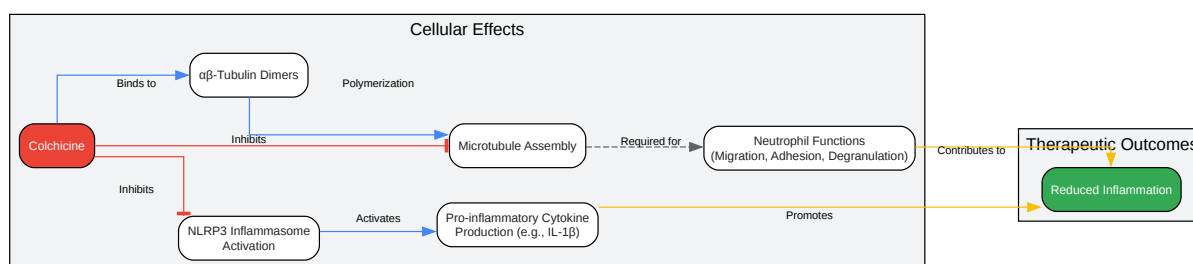 Cellular Effects
αβ-Tubulin Dimers
Binds to
Polymerization
Colchicine
Inhibits
Microtubule Assembly
Required for
Neutrophil Functions
(Migration, Adhesion, Degranulation)
Contributes to
Therapeutic Outcomes
Reduced Inflammation
Inhibits
NLRP3 Inflammasome
Activation
Activates
Pro-inflammatory Cytokine
Production (e.g., IL-1β)
Promotes